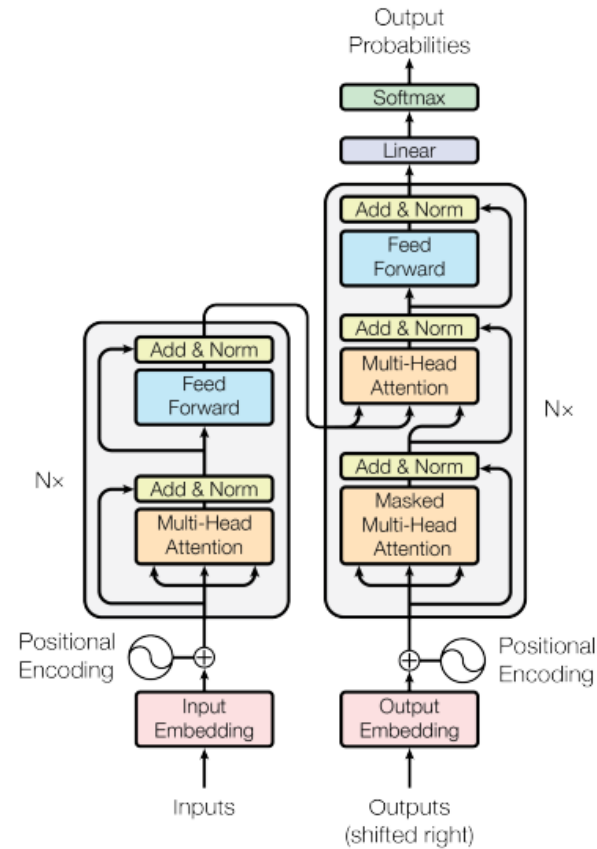 Output
Probabilities
Softmax
Linear
Add & Norm
Feed
Forward
Add & Norm
Multi-Head
Attention
Add & Norm
Masked
Multi-Head
Attention
Nx
Add & Norm
Feed
Forward
Add & Norm
Multi-Head
Attention
Nx
Positional
Encoding
Positional
Encoding
Input
Embedding
Output
Embedding
Inputs
Outputs
(shifted right)